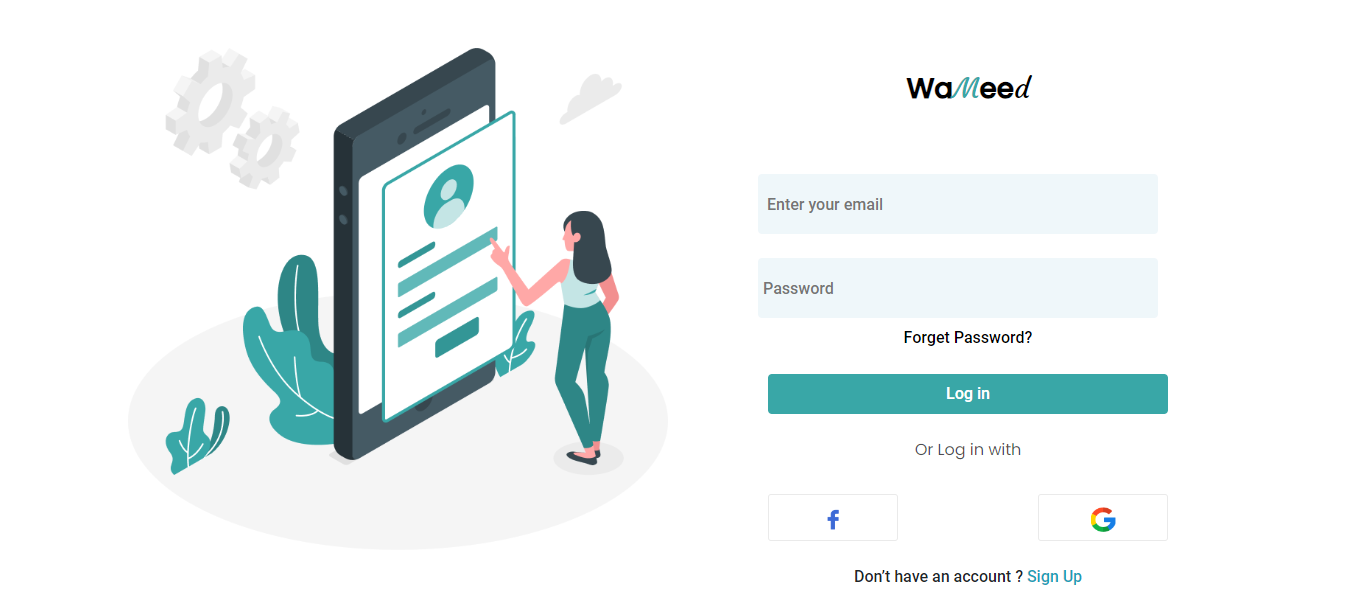 WaMeed
Enter your email
Password
Forget Password?
Log in
Or Log in with
Don’t have an account ? Sign Up